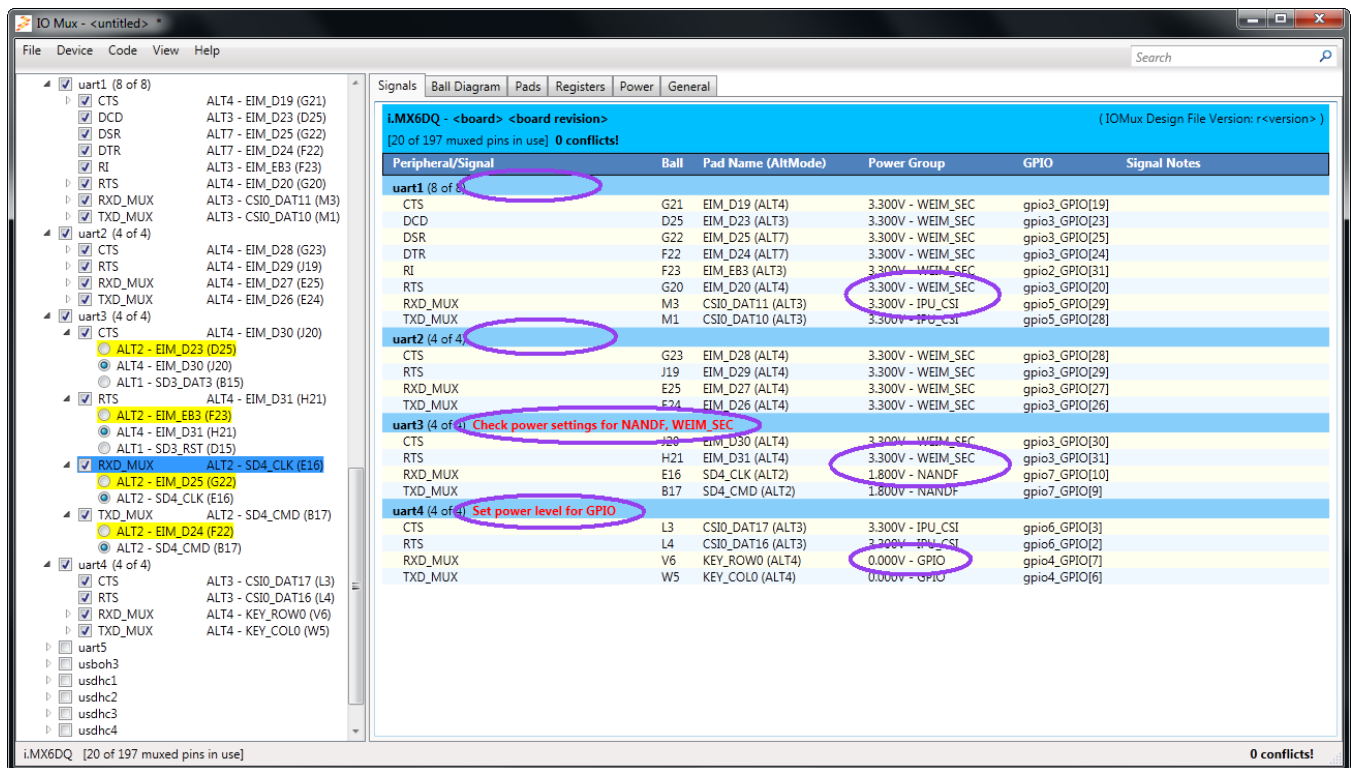 IO Mux - <untitled> *
File Device Code View Help
Search
uart1 (8 of 8)
CTS ALT4 - EIM_D19 (G21)
DCD ALT3 - EIM_D23 (D25)
DSR ALT7 - EIM_D25 (G22)
DTR ALT7 - EIM_D24 (F22)
RI ALT3 - EIM_EB3 (F23)
RTS ALT4 - EIM_D20 (G20)
RXD_MUX ALT3 - CSI0_DAT11 (M3)
TXD_MUX ALT3 - CSI0_DAT10 (M1)
uart2 (4 of 4)
CTS ALT4 - EIM_D28 (G23)
RTS ALT4 - EIM_D29 (J19)
RXD_MUX ALT4 - EIM_D27 (E25)
TXD_MUX ALT4 - EIM_D26 (E24)
uart3 (4 of 4)
CTS ALT4 - EIM_D30 (J20)
ALT2 - EIM_D23 (D25)
ALT4 - EIM_D30 (J20)
ALT1 - SD3_DAT3 (B15)
RTS ALT4 - EIM_D31 (H21)
ALT2 - EIM_EB3 (F23)
ALT4 - EIM_D31 (H21)
ALT1 - SD3_RST (D15)
RXD_MUX ALT2 - SD4_CLK (E16)
ALT2 - EIM_D25 (G22)
ALT2 - SD4_CLK (E16)
TXD_MUX ALT2 - SD4_CMD (B17)
ALT2 - EIM_D24 (F22)
ALT2 - SD4_CMD (B17)
uart4 (4 of 4)
CTS ALT3 - CSI0_DAT17 (L3)
RTS ALT3 - CSI0_DAT16 (L4)
RXD_MUX ALT4 - KEY_ROW0 (V6)
TXD_MUX ALT4 - KEY_COL0 (W5)
uart5
usboh3
usdhc1
usdhc2
usdhc3
usdhc4
Signals Ball Diagram Pads Registers Power General
i.MX6DQ - <board> <board revision> ( IOMux Design File Version: r<version> )
[20 of 197 muxed pins in use] 0 conflicts!
Peripheral/Signal Ball Pad Name (AltMode) Power Group GPIO Signal Notes
uart1 (8 of 8)
CTS G21 EIM_D19 (ALT4) 3.300V - WEIM_SEC gpio3_GPIO[19]
DCD D25 EIM_D23 (ALT3) 3.300V - WEIM_SEC gpio3_GPIO[23]
DSR G22 EIM_D25 (ALT7) 3.300V - WEIM_SEC gpio3_GPIO[25]
DTR F22 EIM_D24 (ALT7) 3.300V - WEIM_SEC gpio3_GPIO[24]
RI F23 EIM_EB3 (ALT3) 3.300V - WEIM_SEC gpio2_GPIO[31]
RTS G20 EIM_D20 (ALT4) 3.300V - WEIM_SEC gpio3_GPIO[20]
RXD_MUX M3 CSI0_DAT11 (ALT3) 3.300V - IPU_CSI gpio5_GPIO[29]
TXD_MUX M1 CSI0_DAT10 (ALT3) 3.300V - IPU_CSI gpio5_GPIO[28]
uart2 (4 of 4)
CTS G23 EIM_D28 (ALT4) 3.300V - WEIM_SEC gpio3_GPIO[28]
RTS J19 EIM_D29 (ALT4) 3.300V - WEIM_SEC gpio3_GPIO[29]
RXD_MUX E25 EIM_D27 (ALT4) 3.300V - WEIM_SEC gpio3_GPIO[27]
TXD_MUX E24 EIM_D26 (ALT4) 3.300V - WEIM_SEC gpio3_GPIO[26]
uart3 (4 of 4) Check power settings for NANDF, WEIM_SEC
CTS J20 EIM_D30 (ALT4) 3.300V - WEIM_SEC gpio3_GPIO[30]
RTS H21 EIM_D31 (ALT4) 3.300V - WEIM_SEC gpio3_GPIO[31]
RXD_MUX E16 SD4_CLK (ALT2) 1.800V - NANDF gpio7_GPIO[10]
TXD_MUX B17 SD4_CMD (ALT2) 1.800V - NANDF gpio7_GPIO[9]
uart4 (4 of 4) Set power level for GPIO
CTS L3 CSI0_DAT17 (ALT3) 3.300V - IPU_CSI gpio6_GPIO[3]
RTS L4 CSI0_DAT16 (ALT3) 3.300V - IPU_CSI gpio6_GPIO[2]
RXD_MUX V6 KEY_ROW0 (ALT4) 0.000V - GPIO gpio4_GPIO[7]
TXD_MUX W5 KEY_COL0 (ALT4) 0.000V - GPIO gpio4_GPIO[6]
i.MX6DQ [20 of 197 muxed pins in use] 0 conflicts!